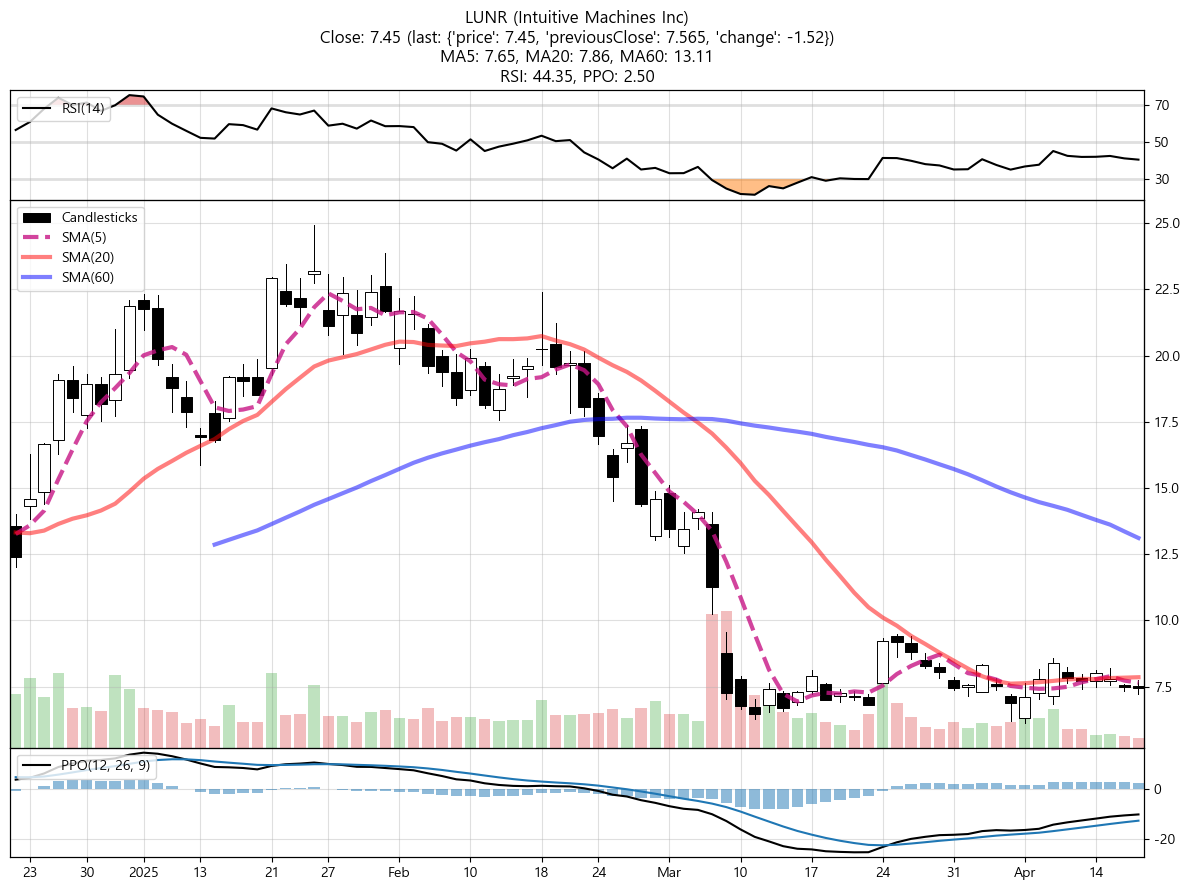 LUNR (Intuitive Machines Inc)
Close: 7.45 (last: {'price': 7.45, 'previousClose': 7.565, 'change': -1.52})
MA5: 7.65, MA20: 7.86, MA60: 13.11
RSI: 44.35, PPO: 2.50
RSI(14)
70
50
30
Candlesticks
SMA(5)
SMA(20)
SMA(60)
25.0
22.5
20.0
17.5
15.0
12.5
10.0
7.5
PPO(12, 26, 9)
0
-20
23 30 2025 13 21 27 Feb 10 18 24 Mar 10 17 24 31 Apr 14